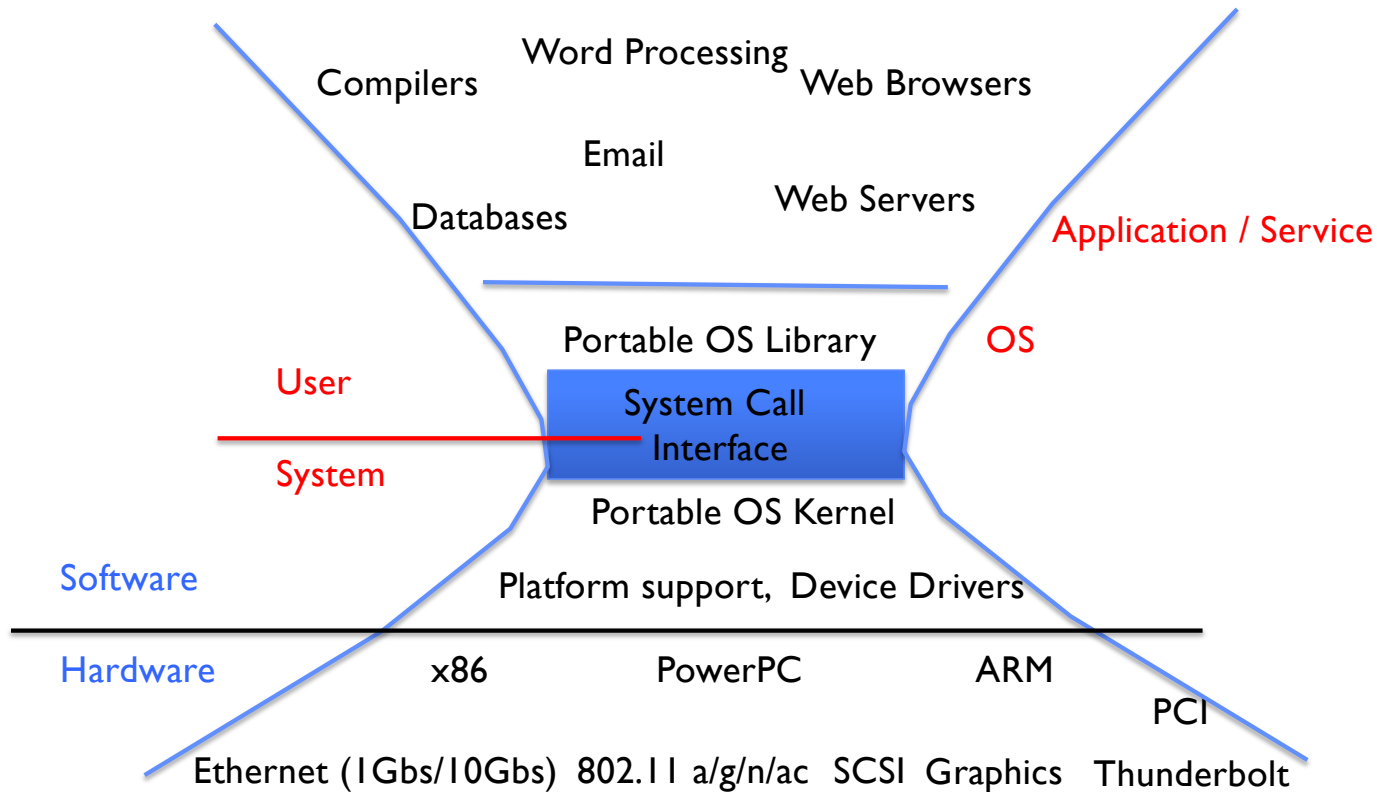 Word Processing
Compilers
Web Browsers
Email
Web Servers
Databases
Application / Service
Portable OS Library
OS
User
System Call
Interface
System
Portable OS Kernel
Software
Platform support, Device Drivers
Hardware
x86
PowerPC
ARM
PCI
Ethernet (1Gbs/10Gbs) 802.11 a/g/n/ac SCSI Graphics Thunderbolt